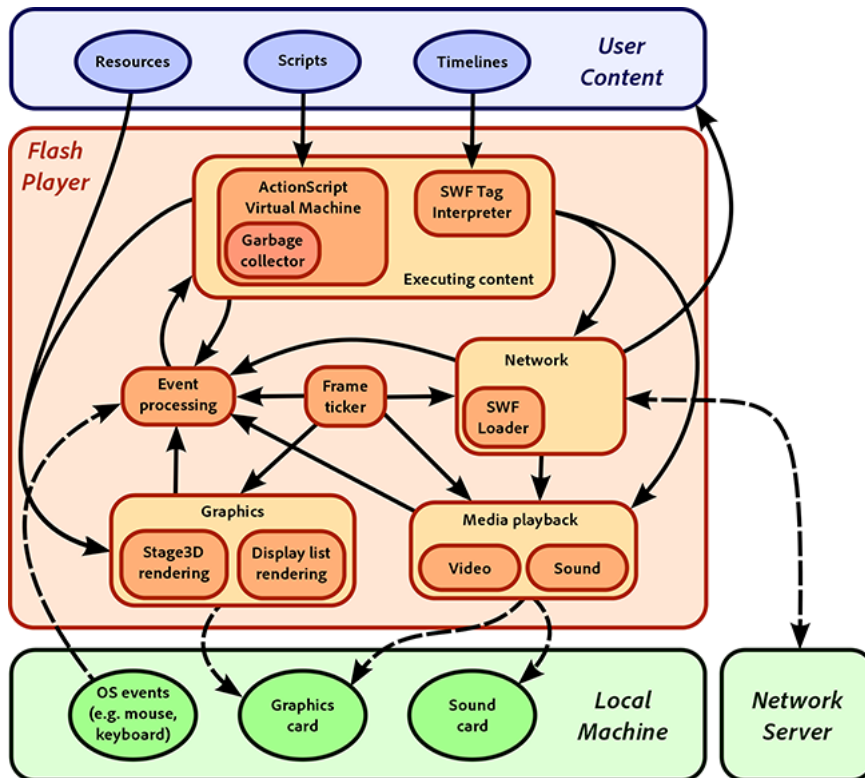 Resources
Scripts
Timelines
User
Content
Flash
Player
ActionScript
Virtual Machine
Garbage
collector
SWF Tag
Interpreter
Executing content
Event
processing
Frame
ticker
Network
SWF
Loader
Graphics
Stage3D
rendering
Display list
rendering
Media playback
Video
Sound
OS events
(e.g. mouse,
keyboard)
Graphics
card
Sound
card
Local
Machine
Network
Server